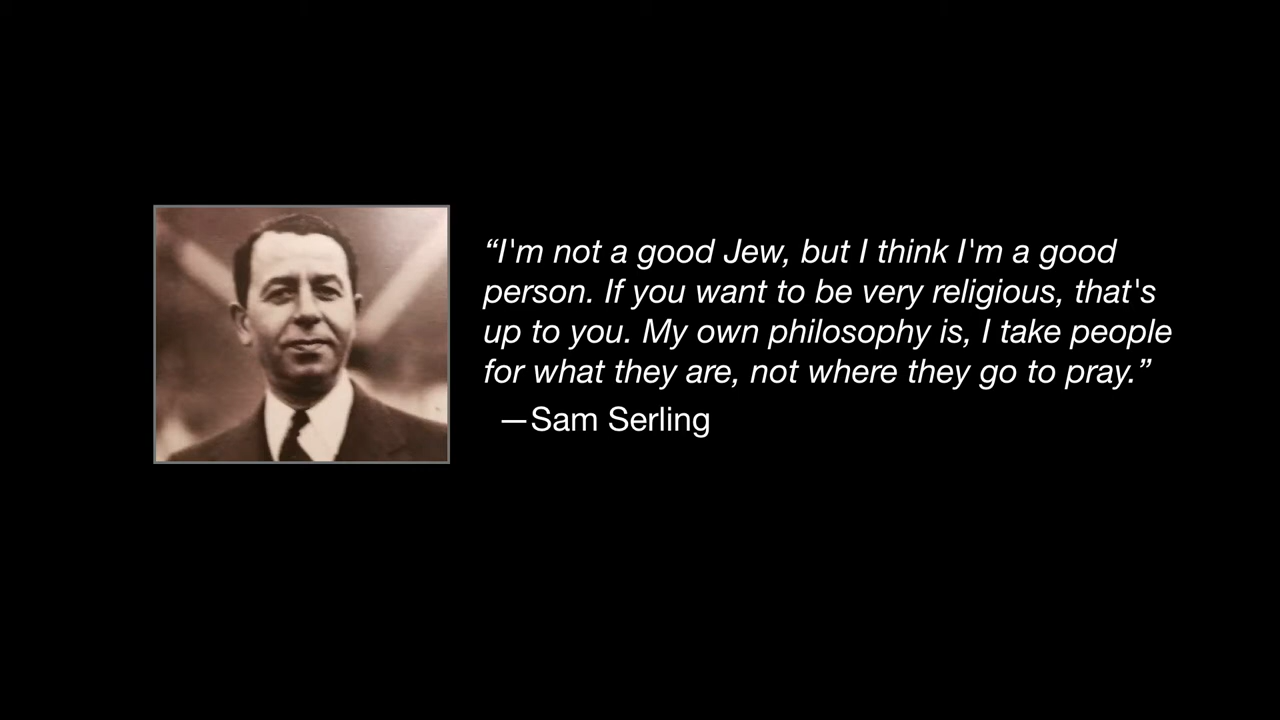 “I'm not a good Jew, but I think I'm a good
person. If you want to be very religious, that's
up to you. My own philosophy is, I take people
for what they are, not where they go to pray.”
—Sam Serling